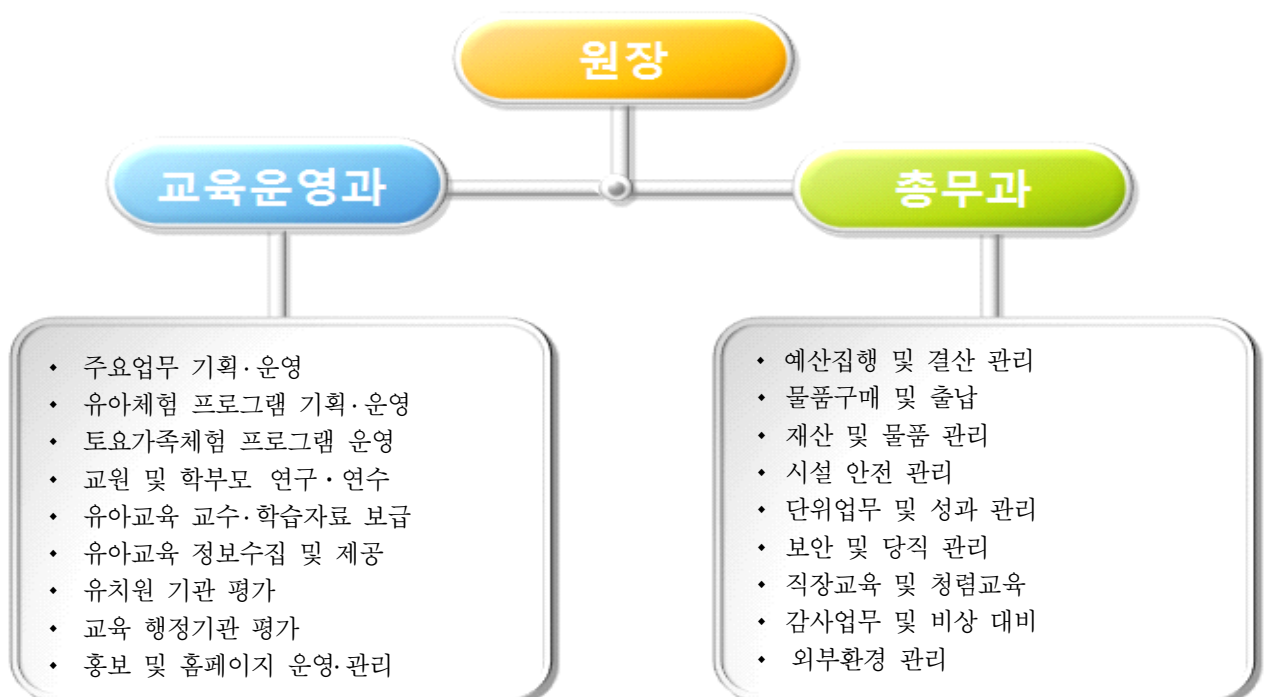 원장
교육운영과
총무과
• 주요업무 기획·운영
• 유아체험 프로그램 기획·운영
• 토요가족체험 프로그램 운영
• 교원 및 학부모 연구·연수
• 유아교육 교수·학습자료 보급
• 유아교육 정보수집 및 제공
• 유치원 기관 평가
• 교육 행정기관 평가
• 홍보 및 홈페이지 운영·관리
• 예산집행 및 결산 관리
• 물품구매 및 출납
• 재산 및 물품 관리
• 시설 안전 관리
• 단위업무 및 성과 관리
• 보안 및 당직 관리
• 직장교육 및 청렴교육
• 감사업무 및 비상 대비
• 외부환경 관리